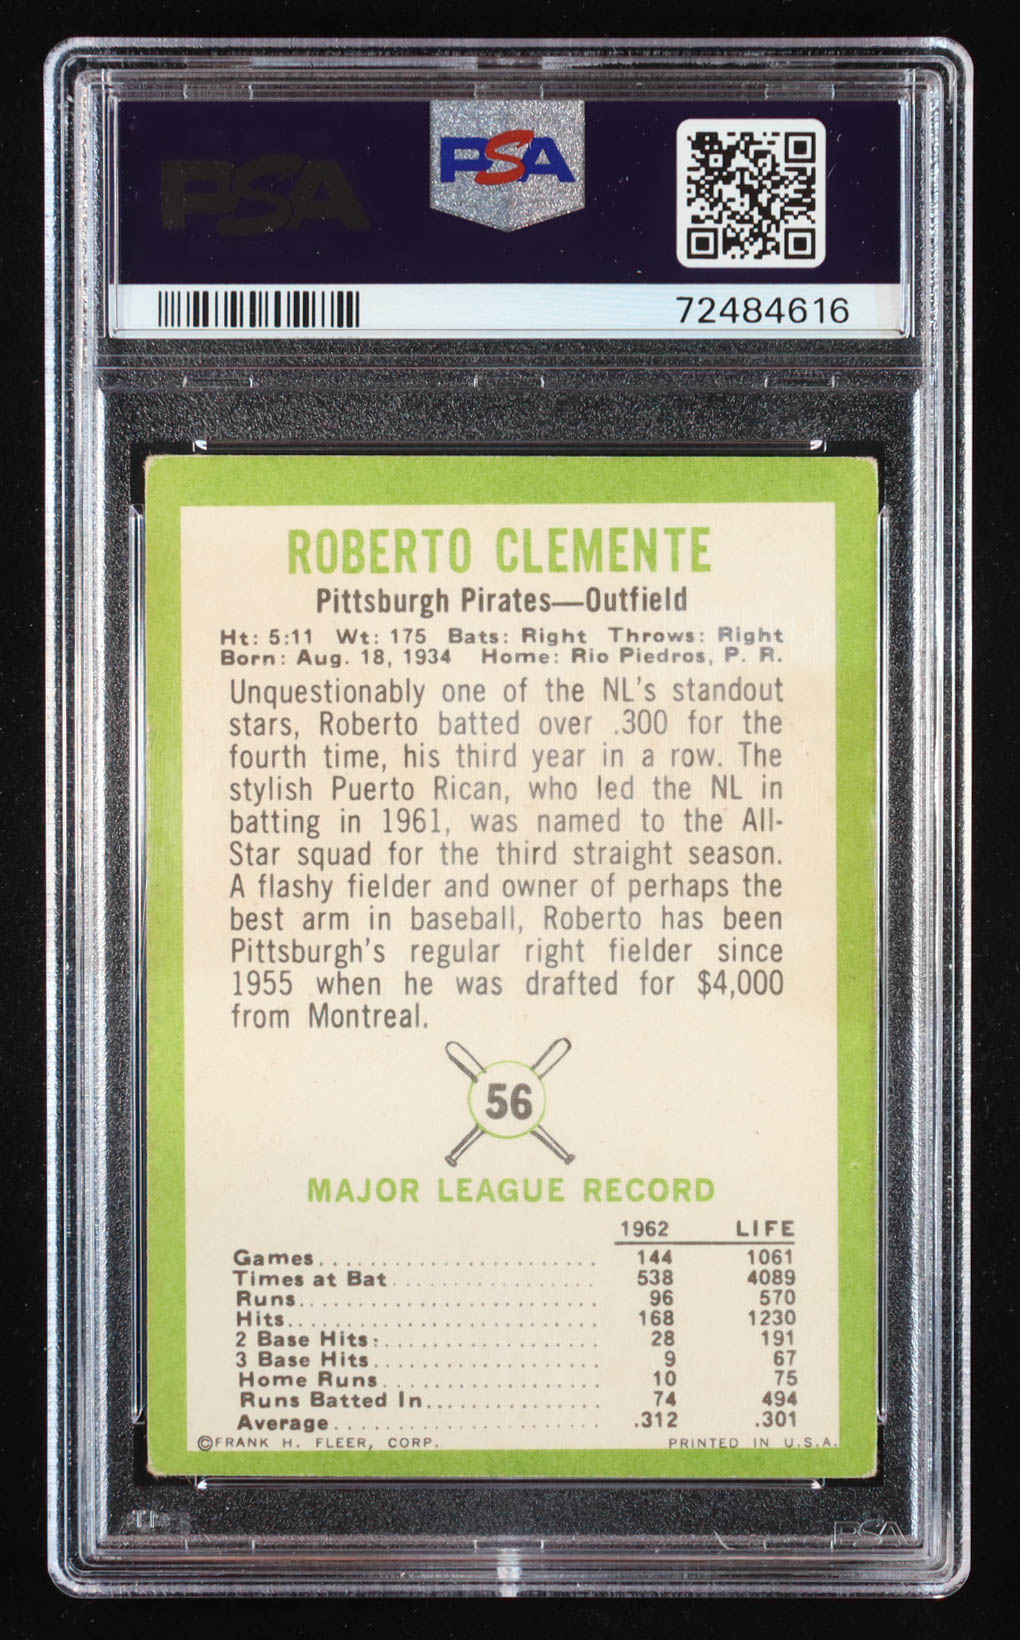 PSA
PSA
72484616
ROBERTO CLEMENTE
Pittsburgh Pirates—Outfield
Ht: 5:11 Wt: 175 Bats: Right Throws: Right
Born: Aug. 18, 1934 Home: Rio Piedros, P. R.
Unquestionably one of the NL's standout
stars, Roberto batted over .300 for the
fourth time, his third year in a row. The
stylish Puerto Rican, who led the NL in
batting in 1961, was named to the All-
Star squad for the third straight season.
A flashy fielder and owner of perhaps the
best arm in baseball, Roberto has been
Pittsburgh's regular right fielder since
1955 when he was drafted for $4,000
from Montreal.
56
MAJOR LEAGUE RECORD
1962 LIFE
Games 144 1061
Times at Bat 538 4089
Runs 96 570
Hits 168 1230
2 Base Hits 28 191
3 Base Hits 9 67
Home Runs 10 75
Runs Batted In 74 494
Average .312 .301
©FRANK H. FLEER, CORP. PRINTED IN U.S.A.
PSA